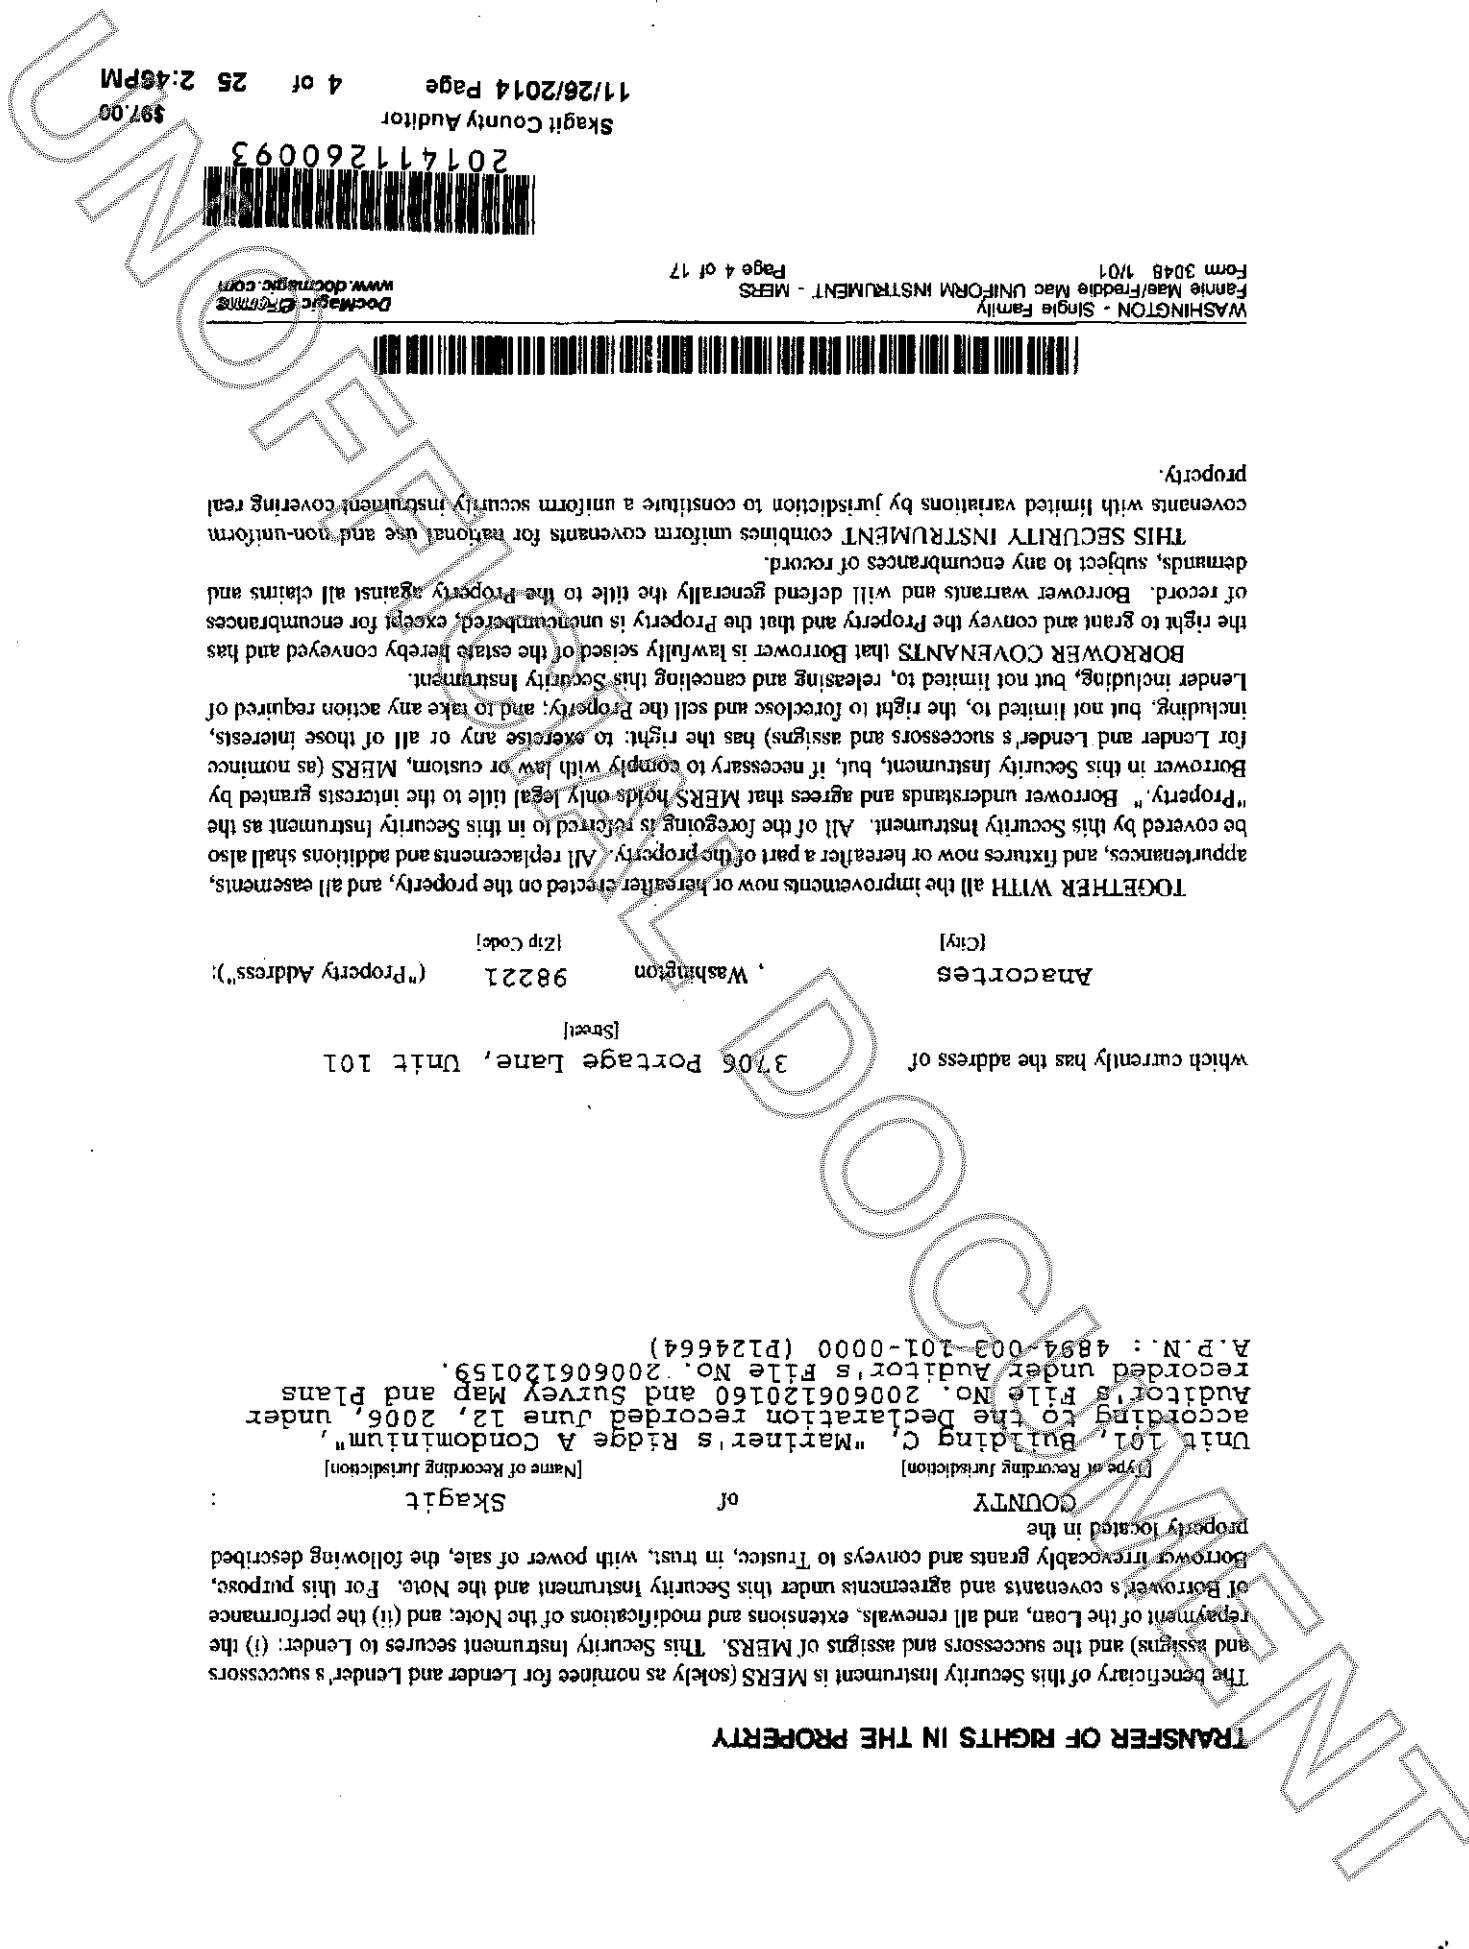 TRANSFER OF RIGHTS IN THE PROPERTY
The beneficiary of this Security Instrument is MERS (solely as nominee for Lender and Lender's successors
and assigns) and the successors and assigns of MERS. This Security Instrument secures to Lender: (i) the
repayment of the Loan, and all renewals, extensions and modifications of the Note; and (ii) the performance
of Borrower's covenants and agreements under this Security Instrument and the Note. For this purpose,
Borrower irrevocably grants and conveys to Trustee, in trust, with power of sale, the following described
property located in the
COUNTY of Skagit :
[Type of Recording Jurisdiction] [Name of Recording Jurisdiction]
Unit 101, Building C, "Mariner's Ridge A Condominium",
according to the Declaration recorded June 12, 2006, under
Auditor's File No. 200606120160 and Survey Map and Plans
recorded under Auditor's File No. 200606120159.
A.P.N.: 4894-003-101-0000 (P124664)
which currently has the address of 3706 Portage Lane, Unit 101
[Street]
Anacortes , Washington 98221 ("Property Address"):
[City] [Zip Code]
TOGETHER WITH all the improvements now or hereafter erected on the property, and all easements,
appurtenances, and fixtures now or hereafter a part of the property. All replacements and additions shall also
be covered by this Security Instrument. All of the foregoing is referred to in this Security Instrument as the
"Property." Borrower understands and agrees that MERS holds only legal title to the interests granted by
Borrower in this Security Instrument, but, if necessary to comply with law or custom, MERS (as nominee
for Lender and Lender's successors and assigns) has the right: to exercise any or all of those interests,
including, but not limited to, the right to foreclose and sell the Property; and to take any action required of
Lender including, but not limited to, releasing and canceling this Security Instrument.
BORROWER COVENANTS that Borrower is lawfully seised of the estate hereby conveyed and has
the right to grant and convey the Property and that the Property is unencumbered, except for encumbrances
of record. Borrower warrants and will defend generally the title to the Property against all claims and
demands, subject to any encumbrances of record.
THIS SECURITY INSTRUMENT combines uniform covenants for national use and non-uniform
covenants with limited variations by jurisdiction to constitute a uniform security instrument covering real
property.
WASHINGTON - Single Family
Fannie Mae/Freddie Mac UNIFORM INSTRUMENT - MERS
Form 3048 1/01 Page 4 of 17
DocMagic eForms
www.docmagic.com
201411260093
Skagit County Auditor $97.00
11/26/2014 Page 4 of 25 2:46PM
UNOFFICIAL DOCUMENT